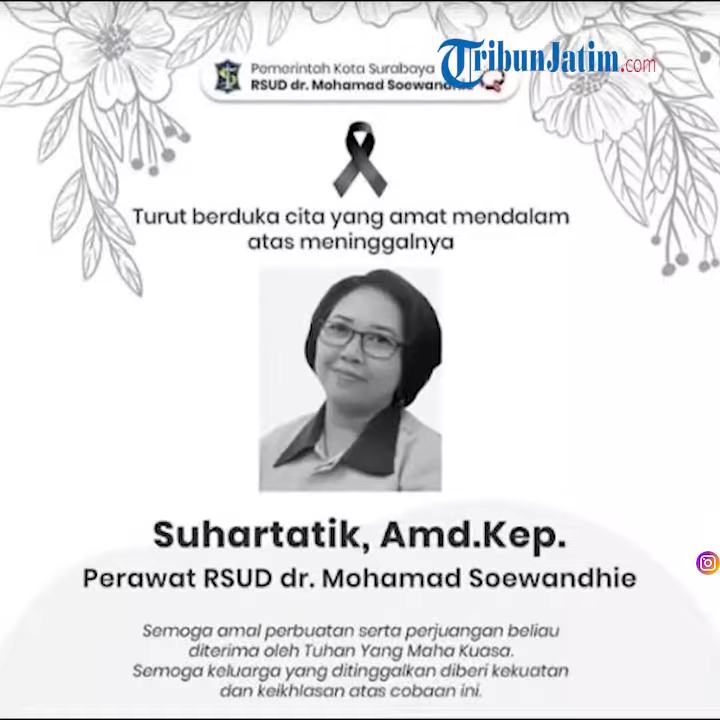 Pemerintah Kota Surabaya
RSUD dr. Mohamad Soewandhie
TribunJatim.com
Turut berduka cita yang amat mendalam
atas meninggalnya
Suhartatik, Amd.Kep.
Perawat RSUD dr. Mohamad Soewandhie
Semoga amal perbuatan serta perjuangan beliau
diterima oleh Tuhan Yang Maha Kuasa.
Semoga keluarga yang ditinggalkan diberi kekuatan
dan keikhlasan atas cobaan ini.